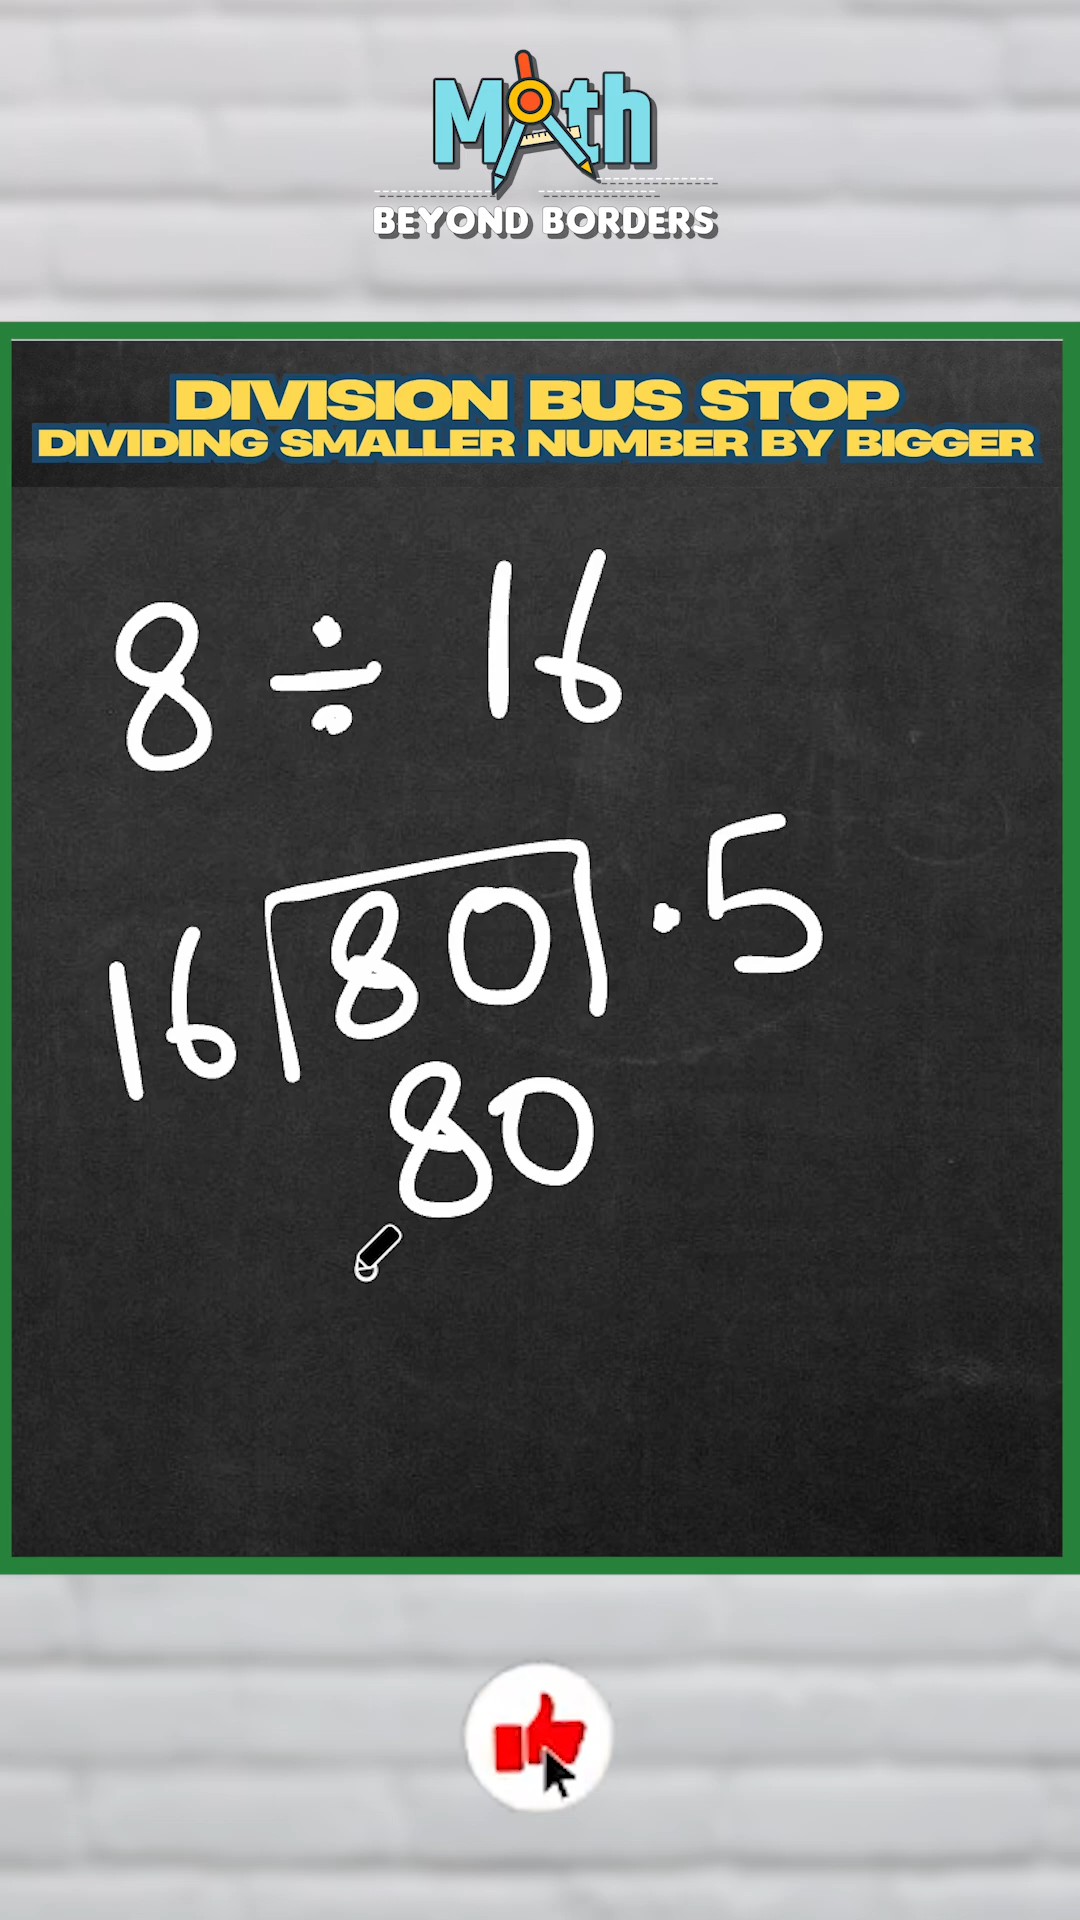 Math
BEYOND BORDERS
DIVISION BUS STOP
DIVIDING SMALLER NUMBER BY BIGGER
8 ÷ 16
16 80 .5
80